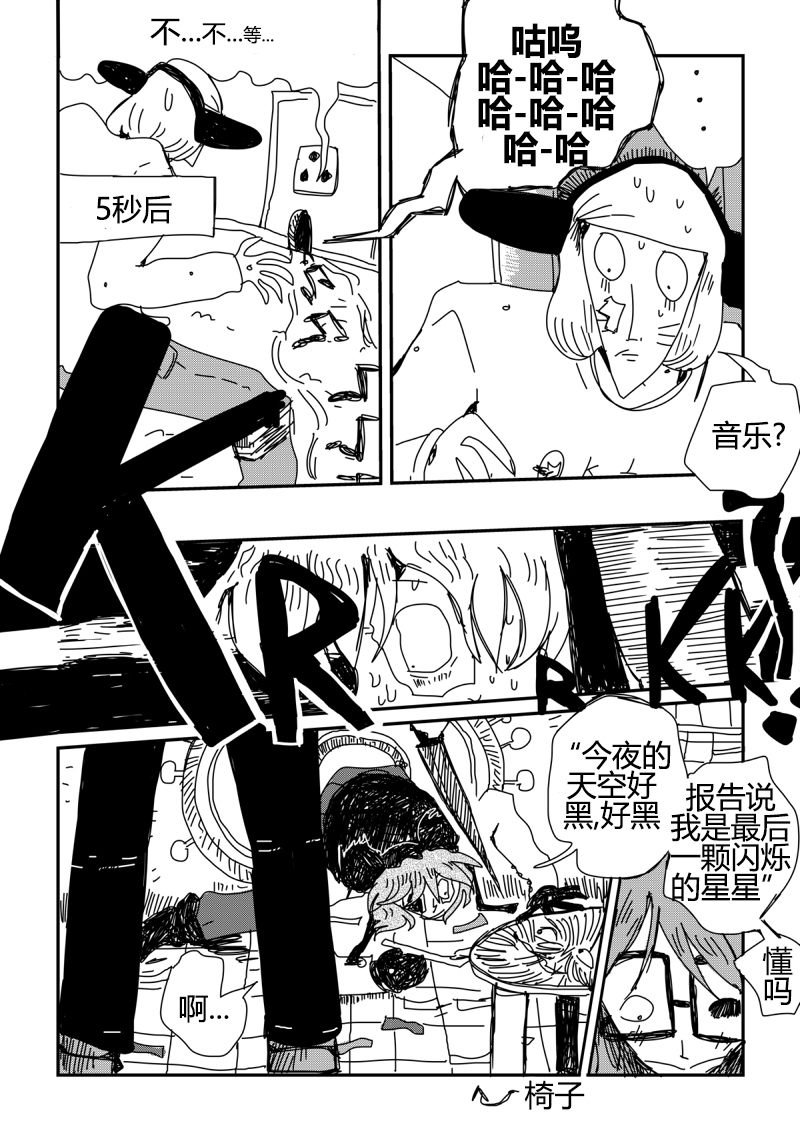 不...不...等...
5秒后
咕呜
哈-哈-哈
哈-哈-哈
哈-哈
...
音乐?
KRRRKKK?!
“今夜的
天空好
黑,好黑
报告说
我是最后
一颗闪烁
的星星”
懂
吗
啊...
椅子